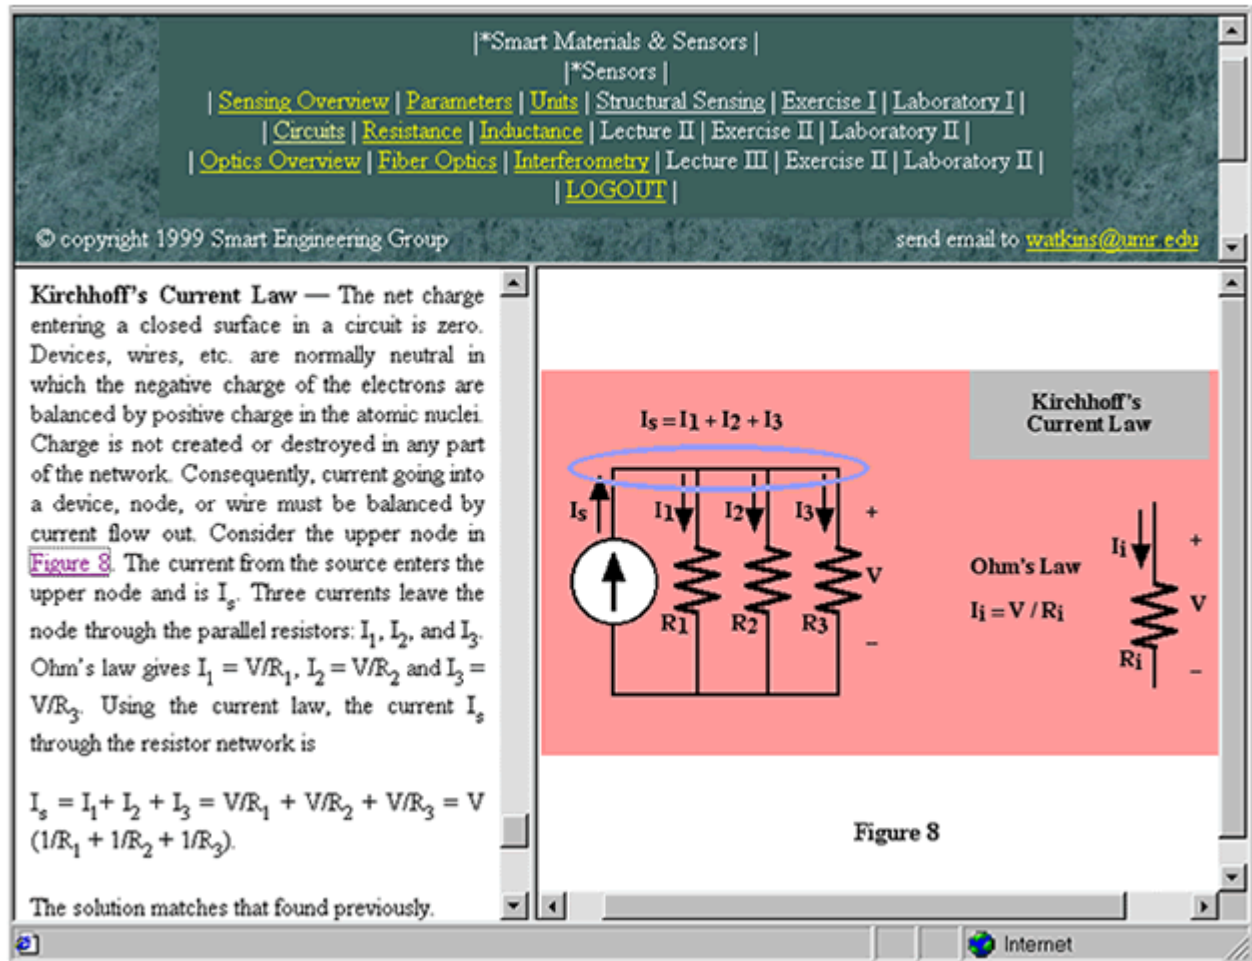 |*Smart Materials & Sensors |
|*Sensors |
| Sensing Overview | Parameters | Units | Structural Sensing | Exercise I | Laboratory I |
| Circuits | Resistance | Inductance | Lecture II | Exercise II | Laboratory II |
| Optics Overview | Fiber Optics | Interferometry | Lecture III | Exercise II | Laboratory II |
| LOGOUT |
© copyright 1999 Smart Engineering Group
send email to watkins@umr.edu
Kirchhoff's Current Law — The net charge
entering a closed surface in a circuit is zero.
Devices, wires, etc. are normally neutral in
which the negative charge of the electrons are
balanced by positive charge in the atomic nuclei.
Charge is not created or destroyed in any part
of the network. Consequently, current going into
a device, node, or wire must be balanced by
current flow out. Consider the upper node in
Figure 8. The current from the source enters the
upper node and is Is. Three currents leave the
node through the parallel resistors: I1, I2, and I3.
Ohm's law gives I1 = V/R1, I2 = V/R2 and I3 =
V/R3. Using the current law, the current Is
through the resistor network is
Is = I1+ I2 + I3 = V/R1 + V/R2 + V/R3 = V
(1/R1 + 1/R2 + 1/R3).
The solution matches that found previously.
Kirchhoff's
Current Law
Is = I1 + I2 + I3
Is
I1
I2
I3
+
V
R1
R2
R3
–
Ohm's Law
Ii = V / Ri
Ii
+
V
Ri
–
Figure 8
Internet